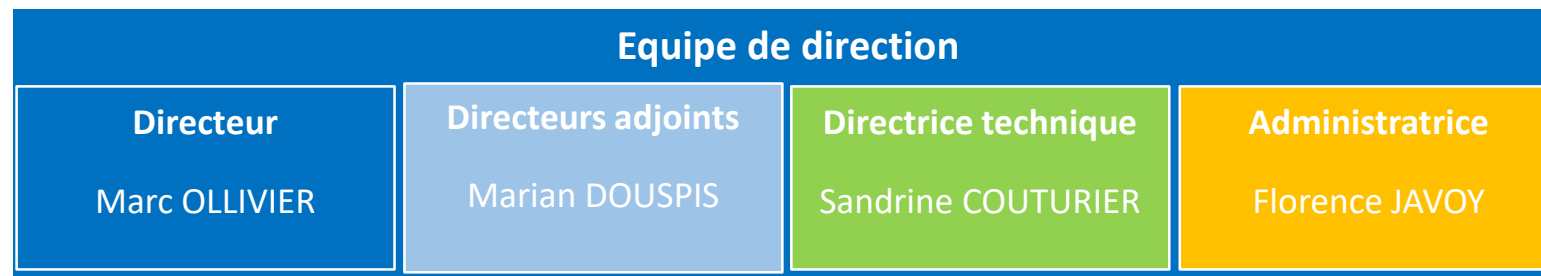 Equipe de direction
Directeur
Marc OLLIVIER
Directeurs adjoints
Marian DOUSPIS
Directrice technique
Sandrine COUTURIER
Administratrice
Florence JAVOY